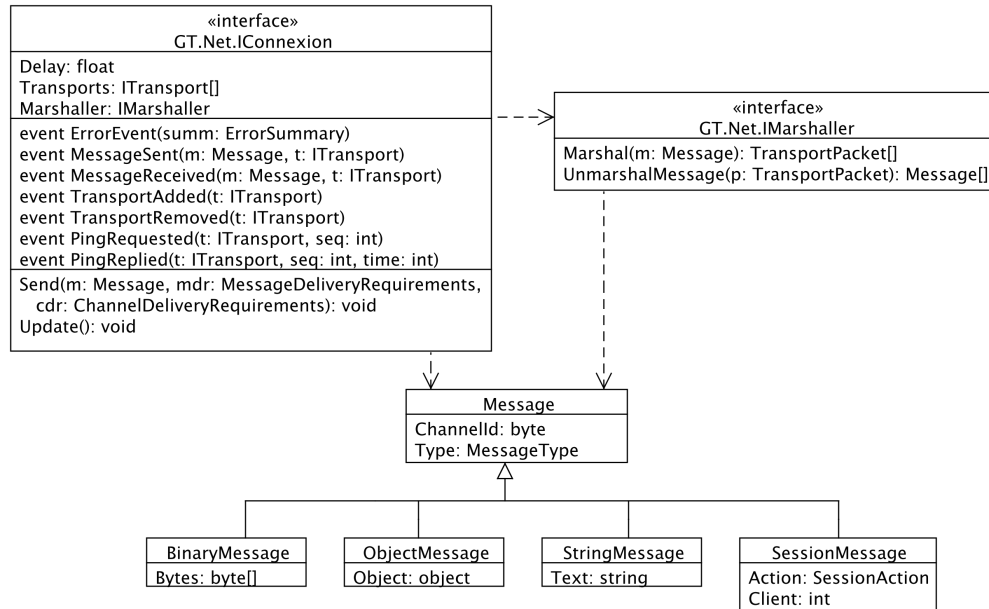 «interface»
GT.Net.IConnexion
Delay: float
Transports: ITransport[]
Marshaller: IMarshaller
event ErrorEvent(summ: ErrorSummary)
event MessageSent(m: Message, t: ITransport)
event MessageReceived(m: Message, t: ITransport)
event TransportAdded(t: ITransport)
event TransportRemoved(t: ITransport)
event PingRequested(t: ITransport, seq: int)
event PingReplied(t: ITransport, seq: int, time: int)
Send(m: Message, mdr: MessageDeliveryRequirements,
cdr: ChannelDeliveryRequirements): void
Update(): void
«interface»
GT.Net.IMarshaller
Marshal(m: Message): TransportPacket[]
UnmarshalMessage(p: TransportPacket): Message[]
Message
ChannelId: byte
Type: MessageType
BinaryMessage
Bytes: byte[]
ObjectMessage
Object: object
StringMessage
Text: string
SessionMessage
Action: SessionAction
Client: int